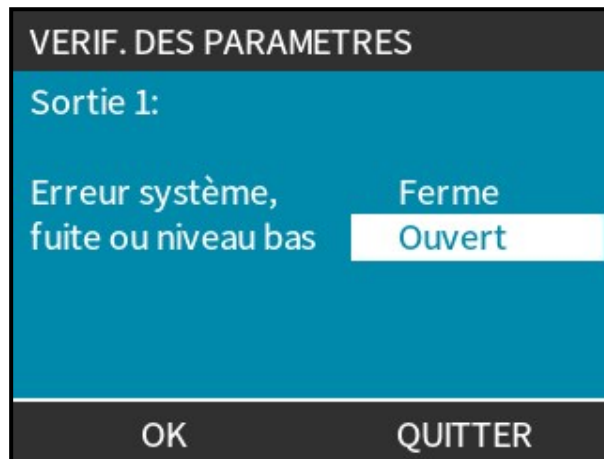 VERIF. DES PARAMETRES
Sortie 1:
Erreur système, Ferme
fuite ou niveau bas Ouvert
OK QUITTER